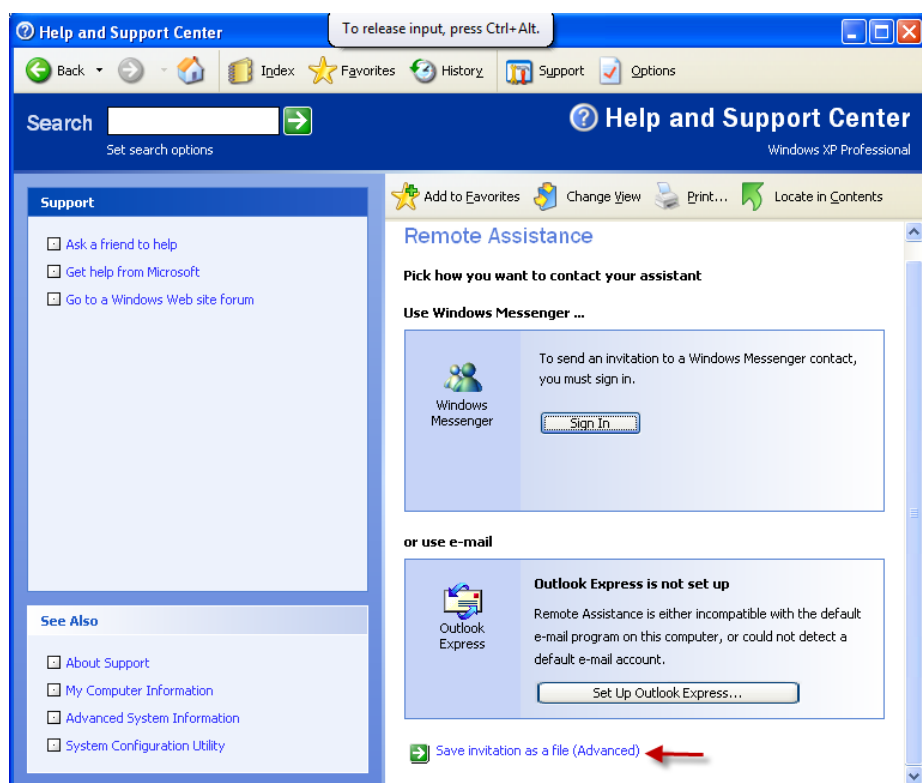 Help and Support Center
To release input, press Ctrl+Alt.
Back
Index
Favorites
History
Support
Options
Search
Set search options
Help and Support Center
Windows XP Professional
Support
Ask a friend to help
Get help from Microsoft
Go to a Windows Web site forum
See Also
About Support
My Computer Information
Advanced System Information
System Configuration Utility
Add to Favorites
Change View
Print...
Locate in Contents
Remote Assistance
Pick how you want to contact your assistant
Use Windows Messenger ...
Windows
Messenger
To send an invitation to a Windows Messenger contact,
you must sign in.
Sign In
or use e-mail
Outlook
Express
Outlook Express is not set up
Remote Assistance is either incompatible with the default
e-mail program on this computer, or could not detect a
default e-mail account.
Set Up Outlook Express...
Save invitation as a file (Advanced)